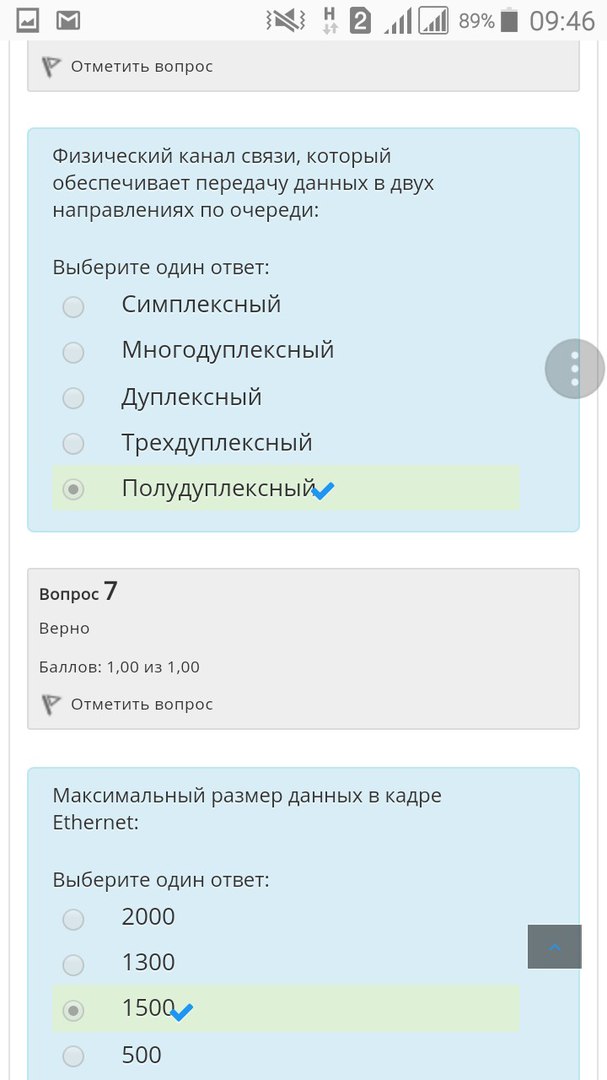 H 2 89% 09:46
Отметить вопрос
Физический канал связи, который
обеспечивает передачу данных в двух
направлениях по очереди:
Выберите один ответ:
Симплексный
Многодуплексный
Дуплексный
Трехдуплексный
Полудуплексный
Вопрос 7
Верно
Баллов: 1,00 из 1,00
Отметить вопрос
Максимальный размер данных в кадре
Ethernet:
Выберите один ответ:
2000
1300
1500
500